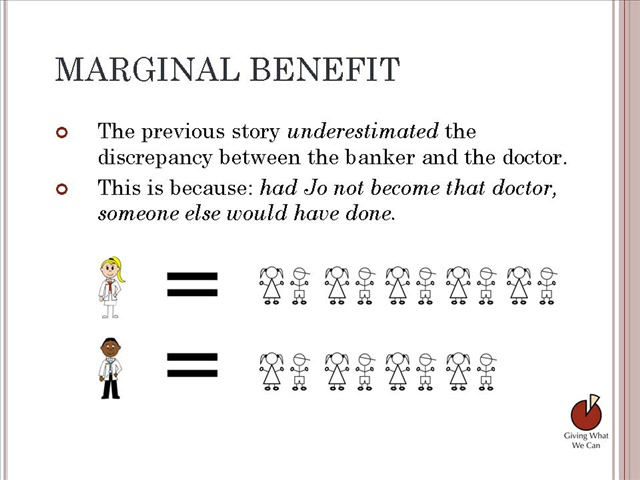 MARGINAL BENEFIT
The previous story underestimated the
discrepancy between the banker and the doctor.
This is because: had Jo not become that doctor,
someone else would have done.
Giving What
We Can